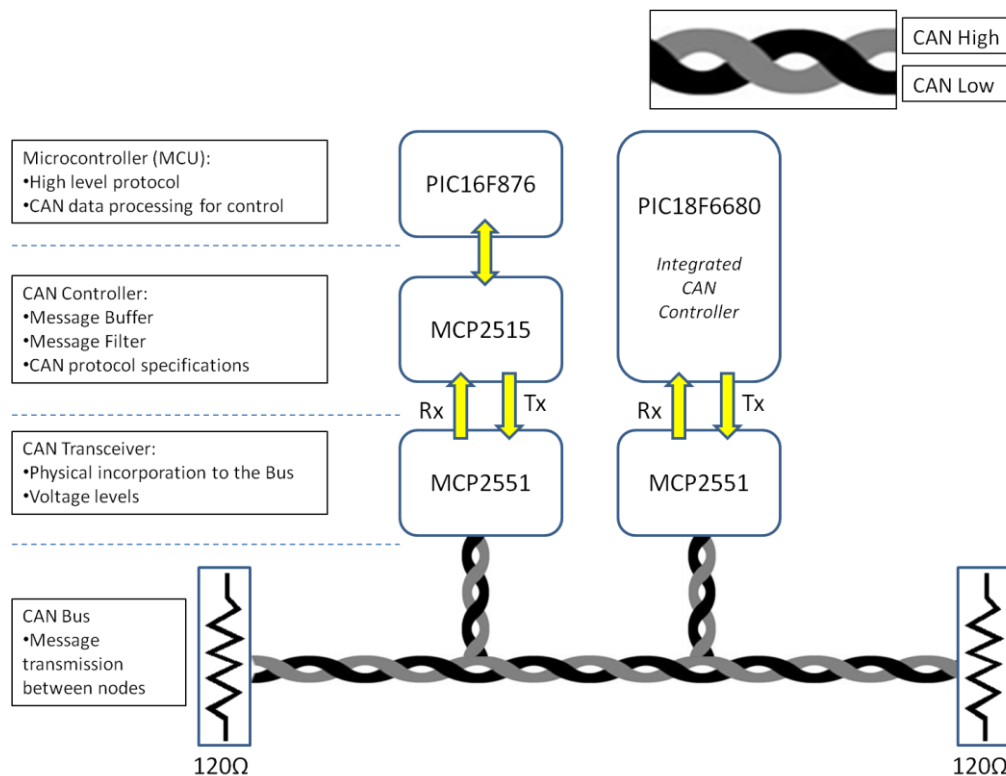 CAN High
CAN Low
Microcontroller (MCU):
•High level protocol
•CAN data processing for control
PIC16F876
PIC18F6680
Integrated
CAN
Controller
CAN Controller:
•Message Buffer
•Message Filter
•CAN protocol specifications
MCP2515
Rx
Tx
Rx
Tx
CAN Transceiver:
•Physical incorporation to the Bus
•Voltage levels
MCP2551
MCP2551
CAN Bus
•Message
transmission
between nodes
120Ω
120Ω